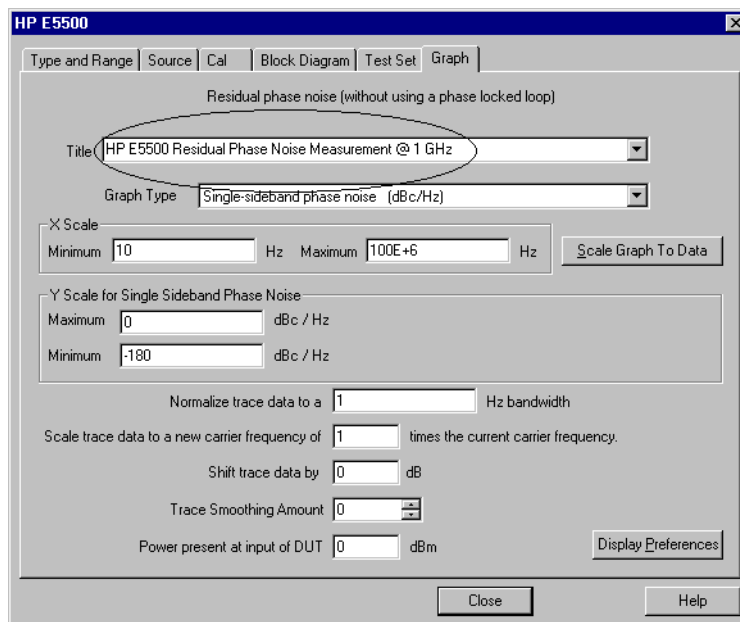 HP E5500
Type and Range Source Cal Block Diagram Test Set Graph
Residual phase noise (without using a phase locked loop)
Title HP E5500 Residual Phase Noise Measurement @ 1 GHz
Graph Type Single-sideband phase noise (dBc/Hz)
X Scale
Minimum 10 Hz Maximum 100E+6 Hz Scale Graph To Data
Y Scale for Single Sideband Phase Noise
Maximum 0 dBc / Hz
Minimum -180 dBc / Hz
Normalize trace data to a 1 Hz bandwidth
Scale trace data to a new carrier frequency of 1 times the current carrier frequency.
Shift trace data by 0 dB
Trace Smoothing Amount 0
Power present at input of DUT 0 dBm Display Preferences
Close Help